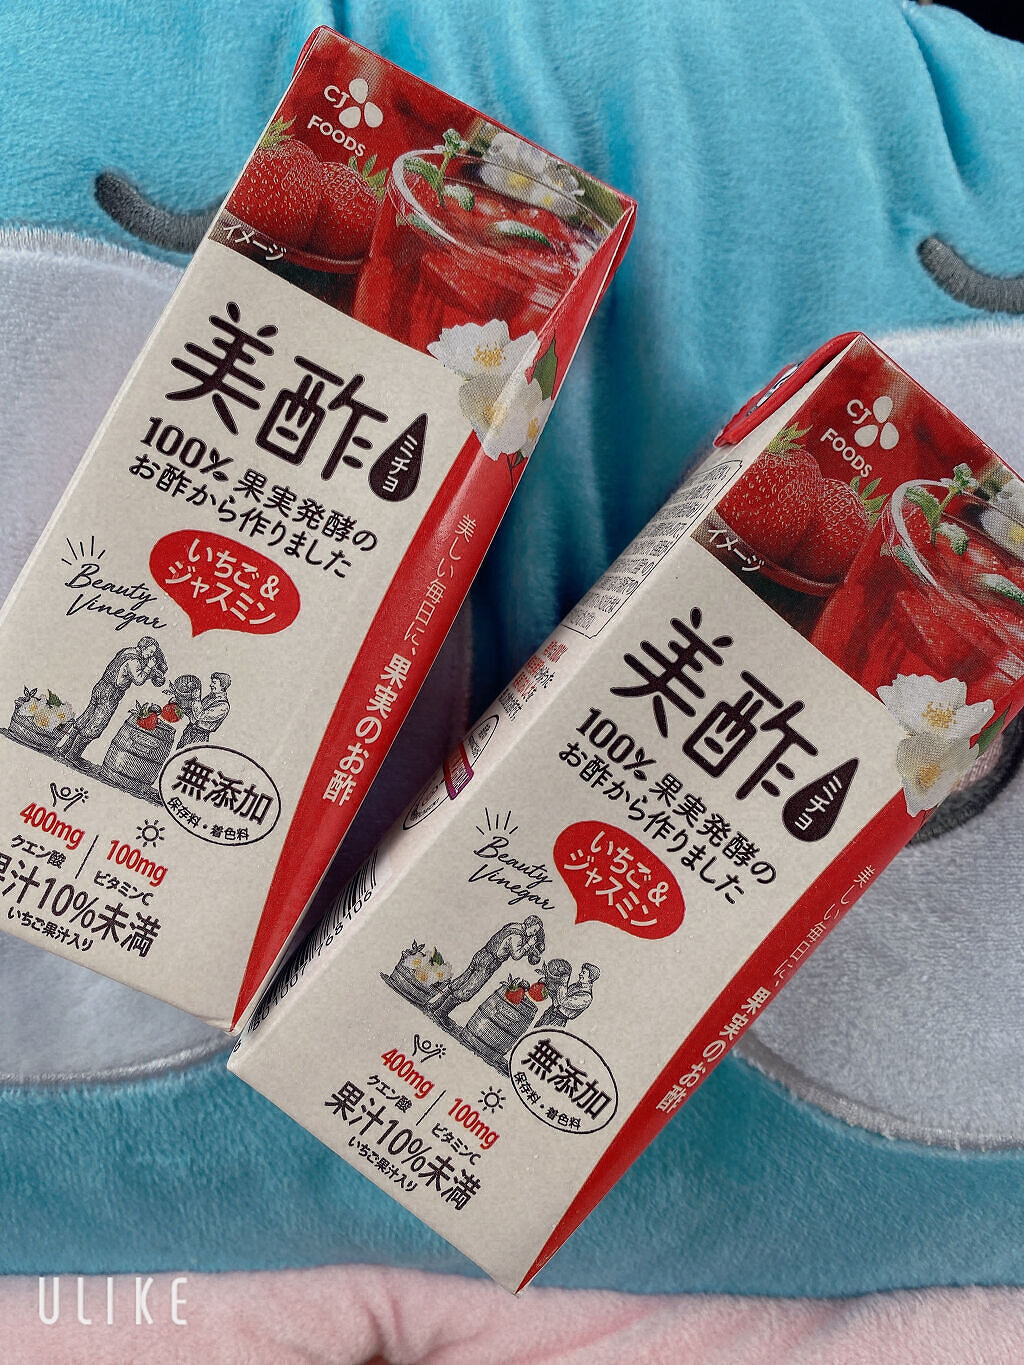 CJ
FOODS
イメージ
美酢
ミチョ
100% 果実発酵の
お酢から作りました
いちご&
ジャスミン
Beauty
Vinegar
無添加
保存料・着色料
400mg
クエン酸
100mg
ビタミンC
果汁10%未満
いちご果汁入り
美しい毎日に、果実のお酢
CJ
FOODS
イメージ
美酢
ミチョ
100% 果実発酵の
お酢から作りました
いちご&
ジャスミン
Beauty
Vinegar
無添加
保存料・着色料
400mg
クエン酸
100mg
ビタミンC
果汁10%未満
いちご果汁入り
美しい毎日に、果実のお酢
ULIKE